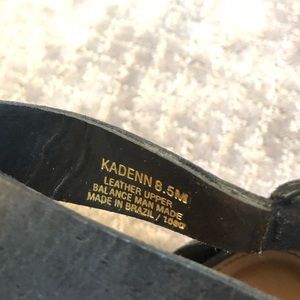 KADENN 8.5M
LEATHER UPPER
BALANCE MAN MADE
MADE IN BRAZIL /